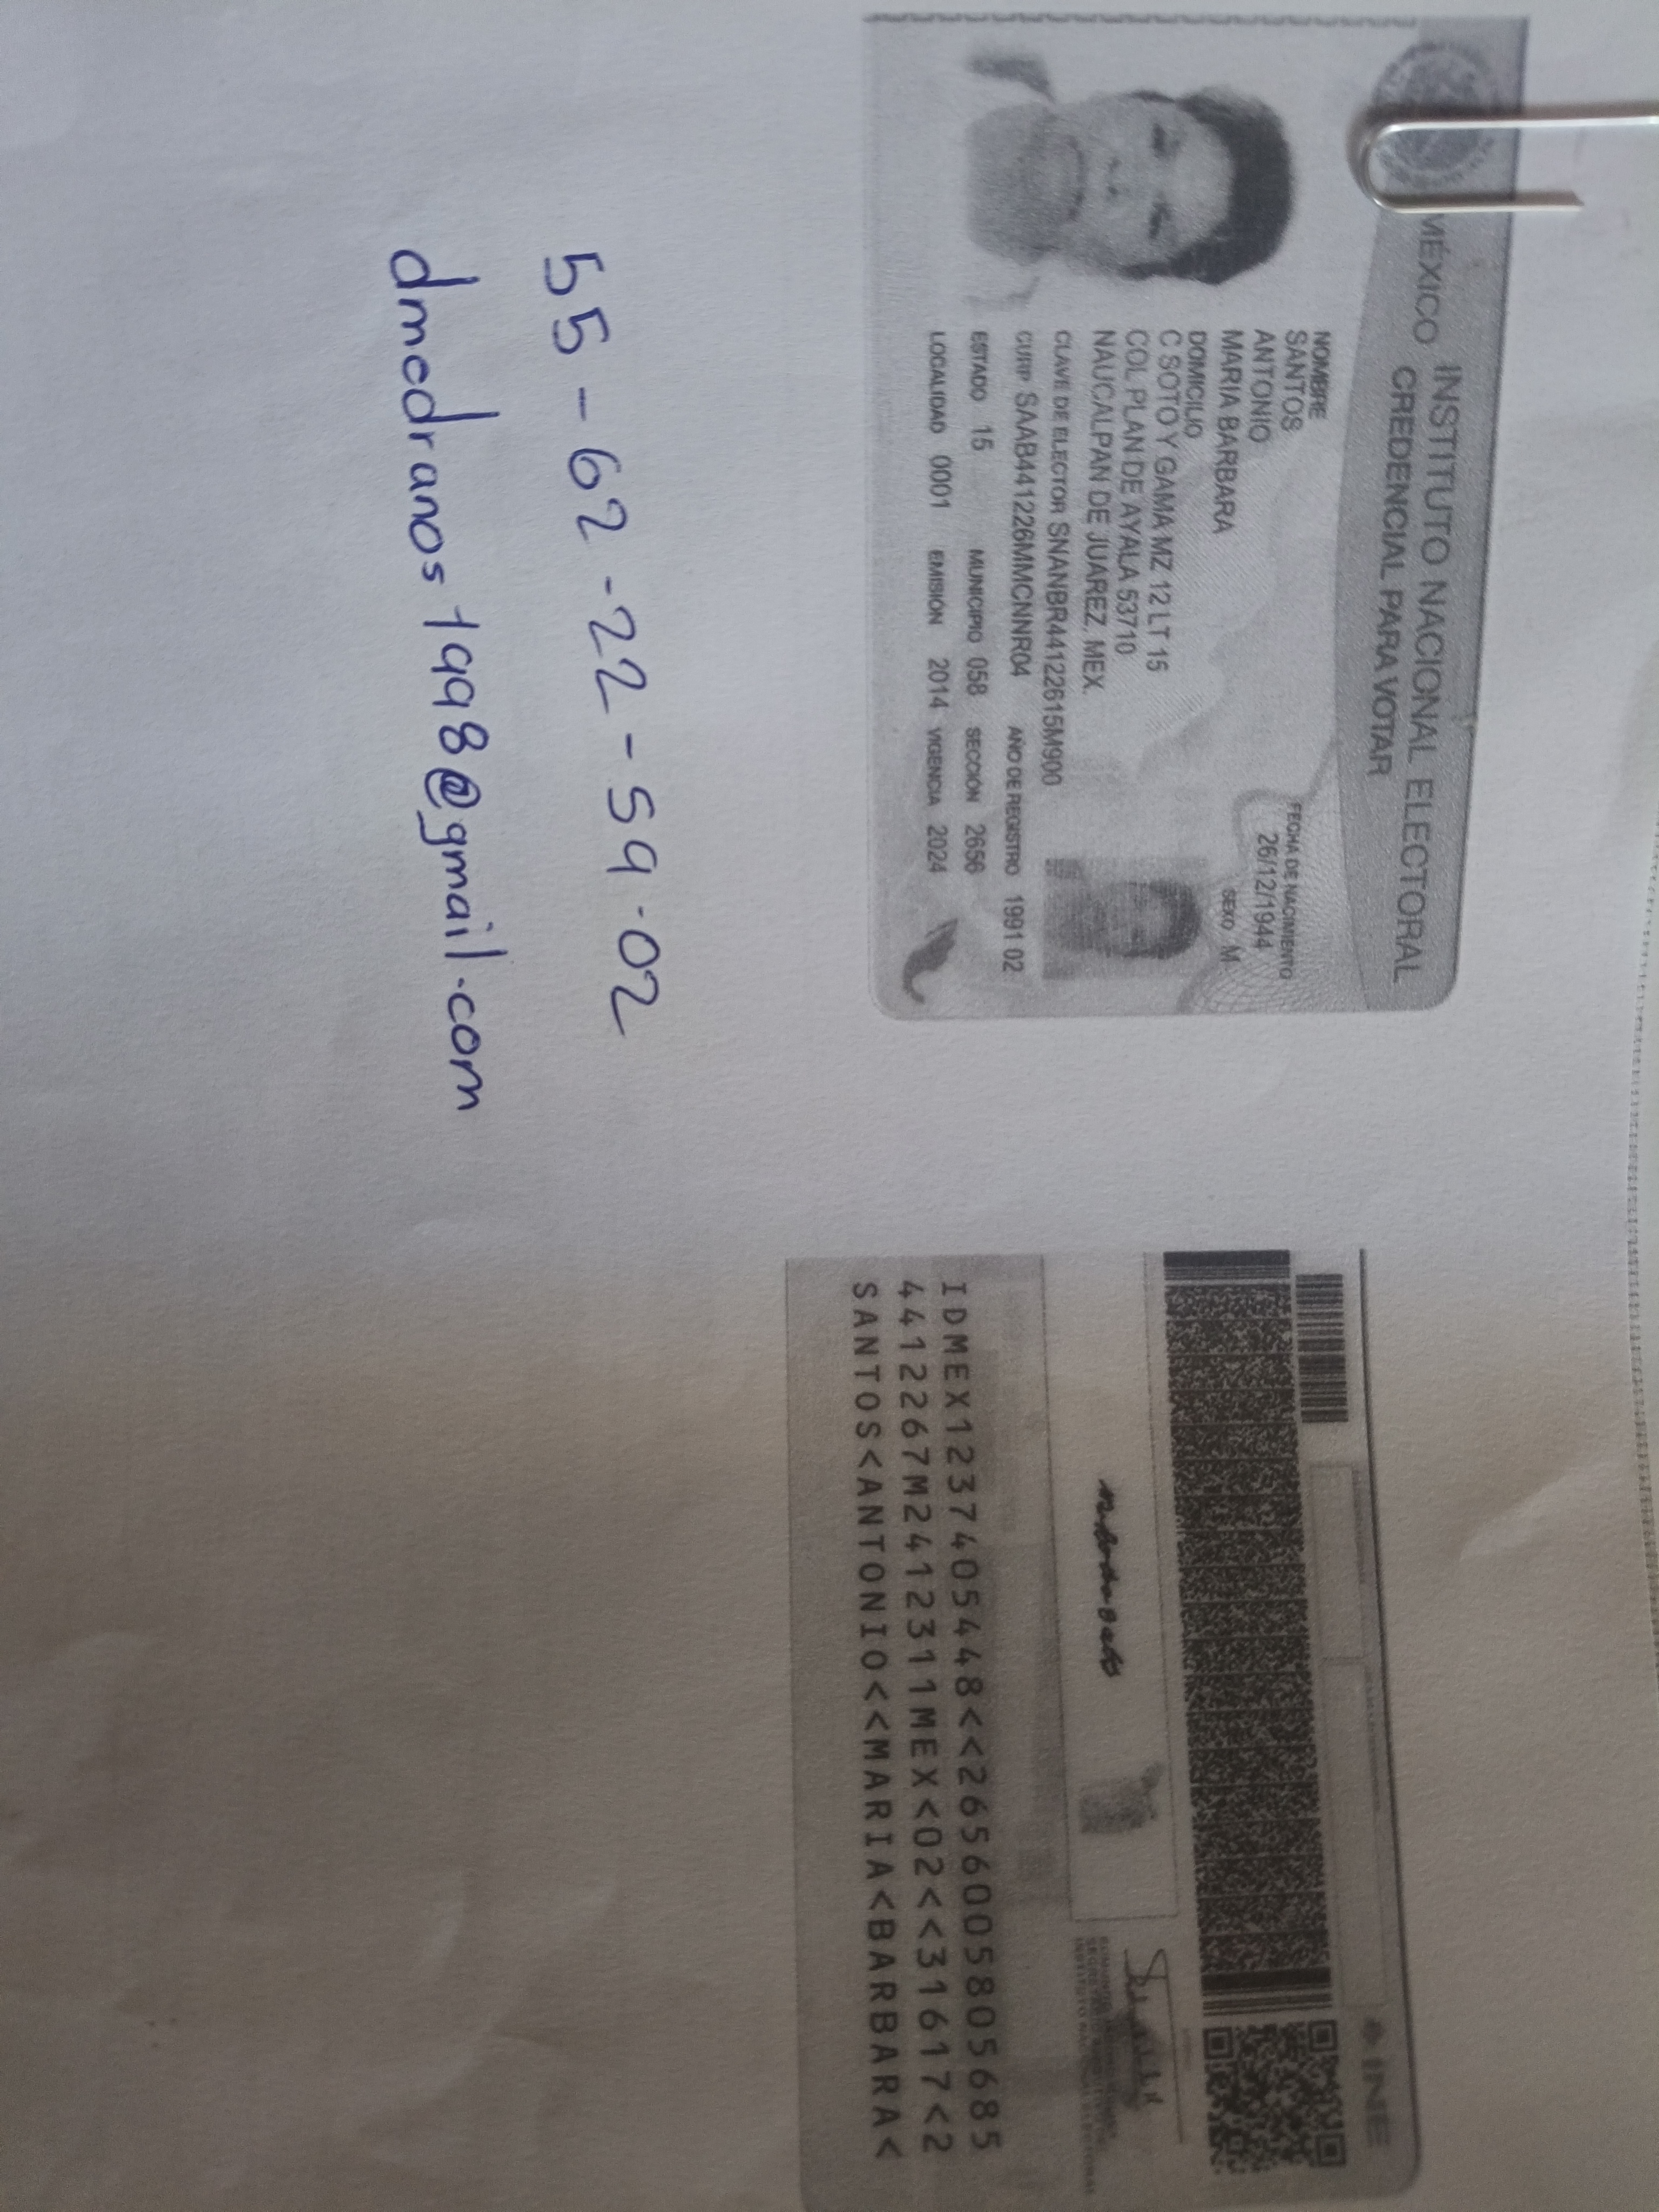 MÉXICO INSTITUTO NACIONAL ELECTORAL
CREDENCIAL PARA VOTAR
NOMBRE
SANTOS
ANTONIO
MARIA BARBARA
FECHA DE NACIMIENTO
26/12/1944
SEXO M
DOMICILIO
C SOTO Y GAMA MZ 12 LT 15
COL PLAN DE AYALA 53710
NAUCALPAN DE JUAREZ, MEX.
CLAVE DE ELECTOR SNANBR44122615M900
CURP SAAB441226MMCNNR04 AÑO DE REGISTRO 1991 02
ESTADO 15 MUNICIPIO 058 SECCIÓN 2656
LOCALIDAD 0001 EMISIÓN 2014 VIGENCIA 2024
INE
IDMEX1237405448<<2656005805685
4412267M2412311MEX<02<<31617<2
SANTOS<ANTONIO<<MARIA<BARBARA<
55-62-22-59-02
dmedranos1998@gmail.com